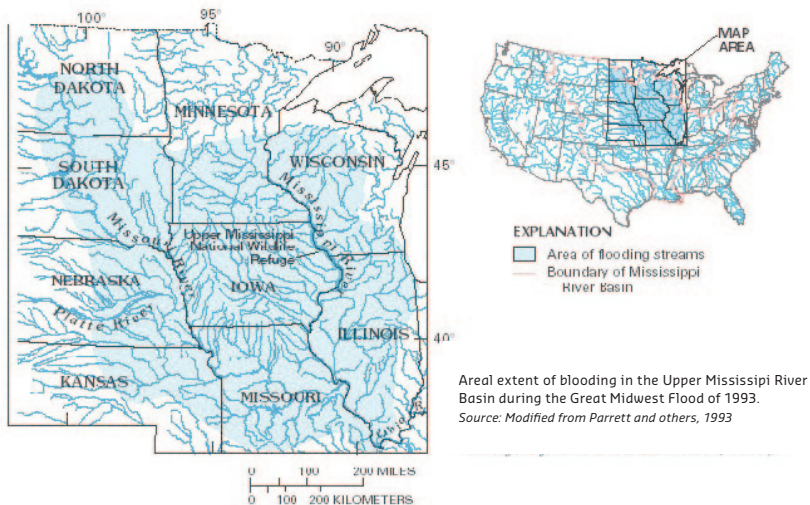 100°
95°
90°
NORTH
DAKOTA
MINNESOTA
SOUTH
DAKOTA
WISCONSIN
45°
Mississippi River
Missouri River
Upper Mississippi
National Wildlife
Refuge
NEBRASKA
IOWA
Platte River
ILLINOIS
40°
KANSAS
MISSOURI
Ohio R
0 100 200 MILES
0 100 200 KILOMETERS
MAP
AREA
EXPLANATION
Area of flooding streams
Boundary of Mississippi
River Basin
Areal extent of blooding in the Upper Mississipi River
Basin during the Great Midwest Flood of 1993.
Source: Modified from Parrett and others, 1993